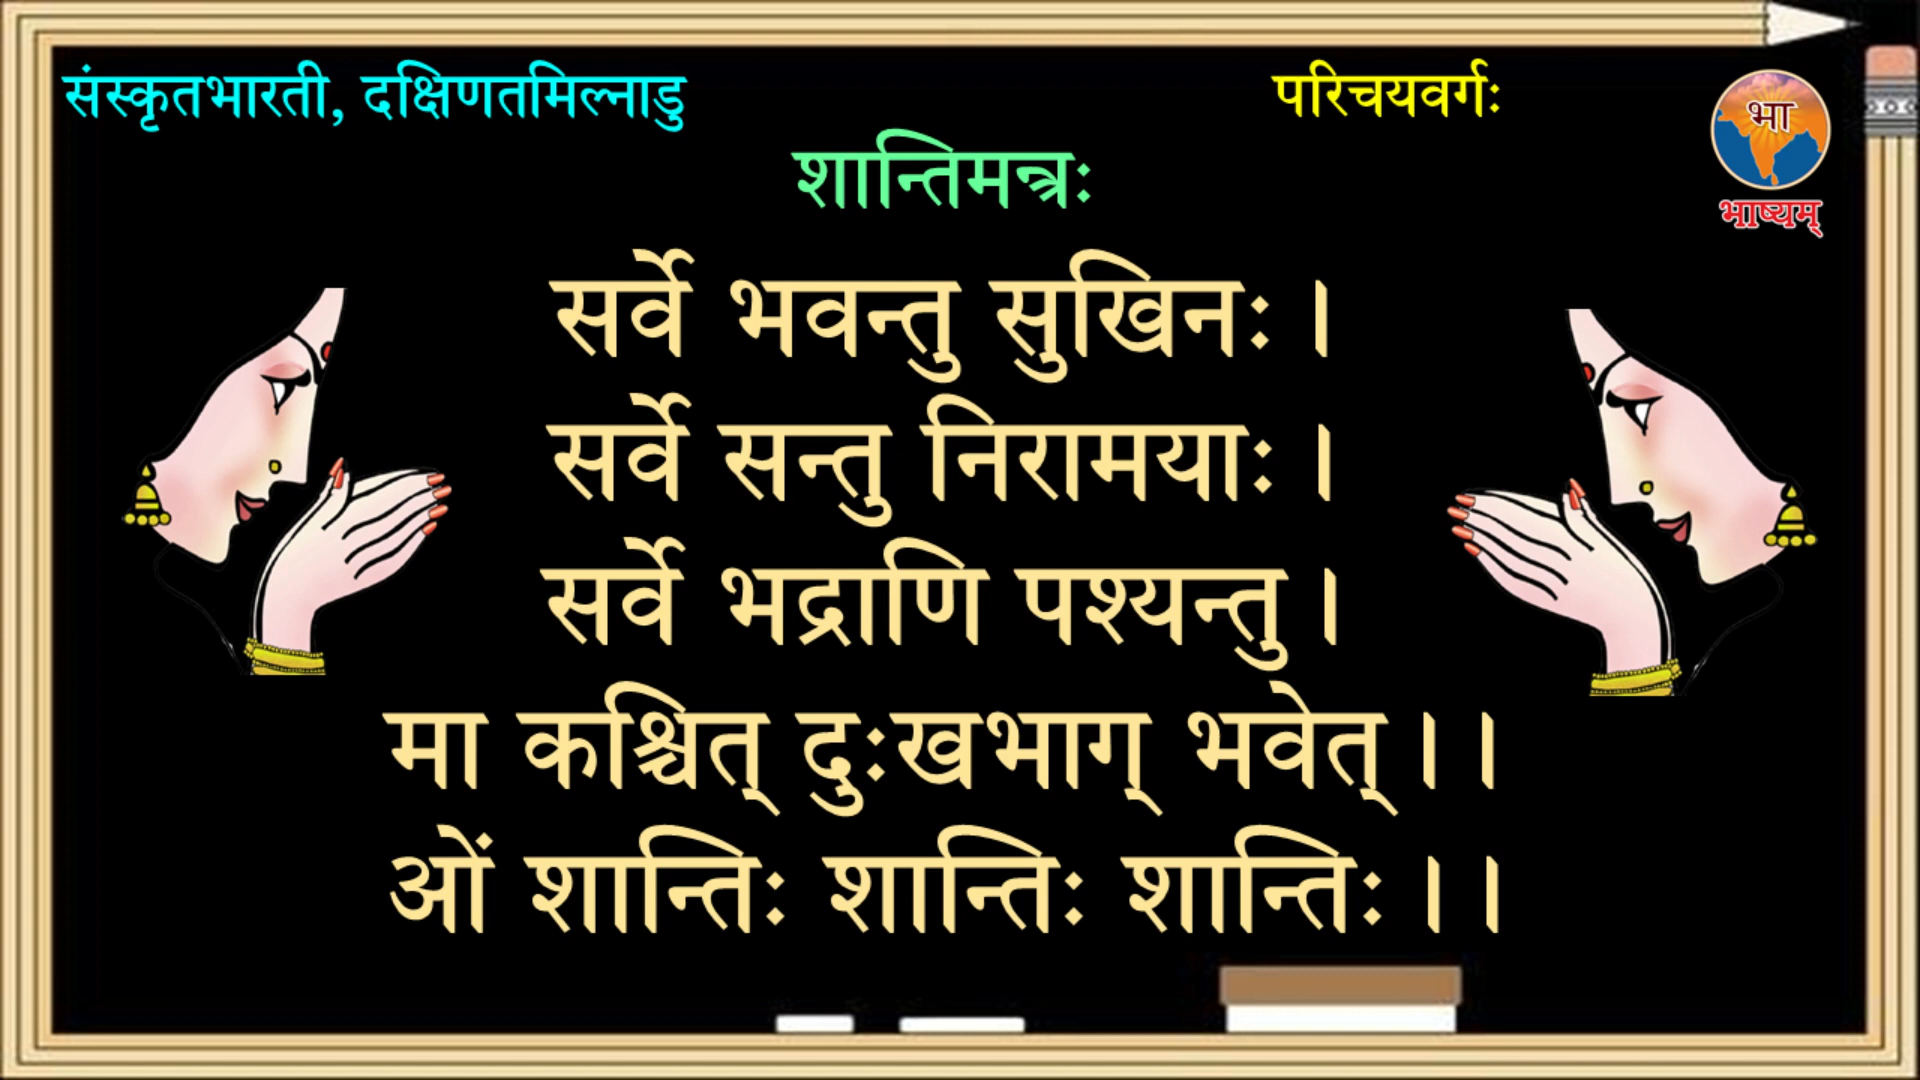 संस्कृतभारती, दक्षिणतमिल्नाडु
परिचयवर्गः
भा
भाष्यम्
शान्तिमन्त्रः
सर्वे भवन्तु सुखिनः ।
सर्वे सन्तु निरामयाः ।
सर्वे भद्राणि पश्यन्तु ।
मा कश्चित् दुःखभाग् भवेत् । ।
ओं शान्तिः शान्तिः शान्तिः । ।